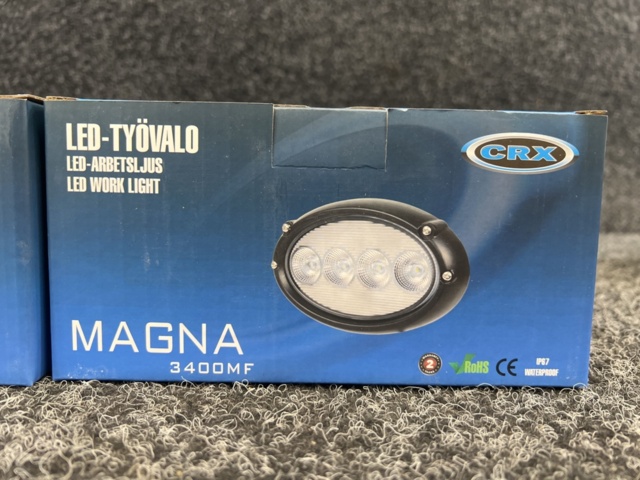 LED-TYÖVALO
LED-ARBETSLJUS
LED WORK LIGHT
CRX
MAGNA
3400MF
2
RoHS
CE
IP67
WATERPROOF